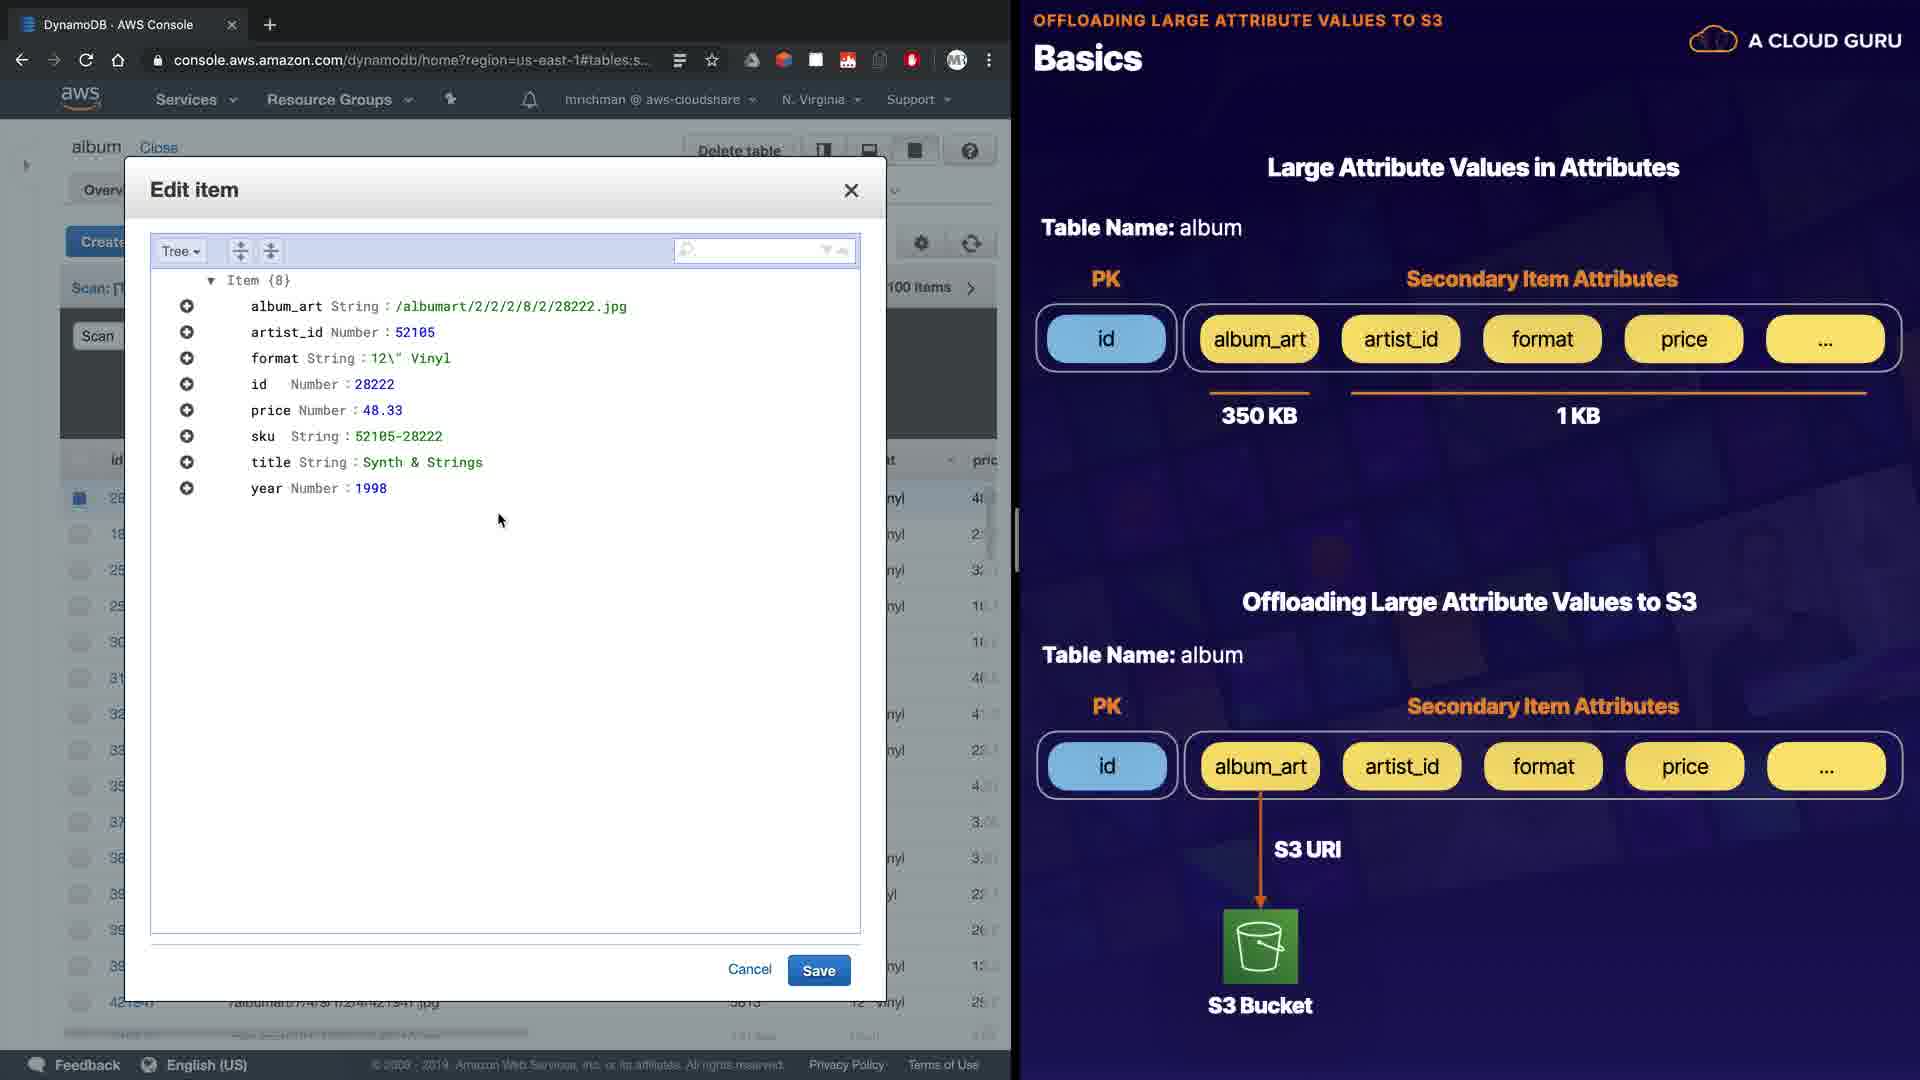 DynamoDB · AWS Console
console.aws.amazon.com/dynamodb/home?region=us-east-1#tables:s...
aws
Services
Resource Groups
mrichman @ aws-cloudshare
N. Virginia
Support
album
Close
Delete table
Overv
Create
Scan: [T
100 items
Scan
id
at
pric
Edit item
Tree
Item {8}
album_art String : /albumart/2/2/2/8/2/28222.jpg
artist_id Number : 52105
format String : 12\" Vinyl
id Number : 28222
price Number : 48.33
sku String : 52105-28222
title String : Synth & Strings
year Number : 1998
Cancel
Save
Feedback
English (US)
© 2008 - 2019, Amazon Web Services, Inc. or its affiliates. All rights reserved.
Privacy Policy
Terms of Use
OFFLOADING LARGE ATTRIBUTE VALUES TO S3
Basics
A CLOUD GURU
Large Attribute Values in Attributes
Table Name: album
PK
Secondary Item Attributes
id
album_art
artist_id
format
price
...
350 KB
1 KB
Offloading Large Attribute Values to S3
Table Name: album
PK
Secondary Item Attributes
id
album_art
artist_id
format
price
...
S3 URI
S3 Bucket